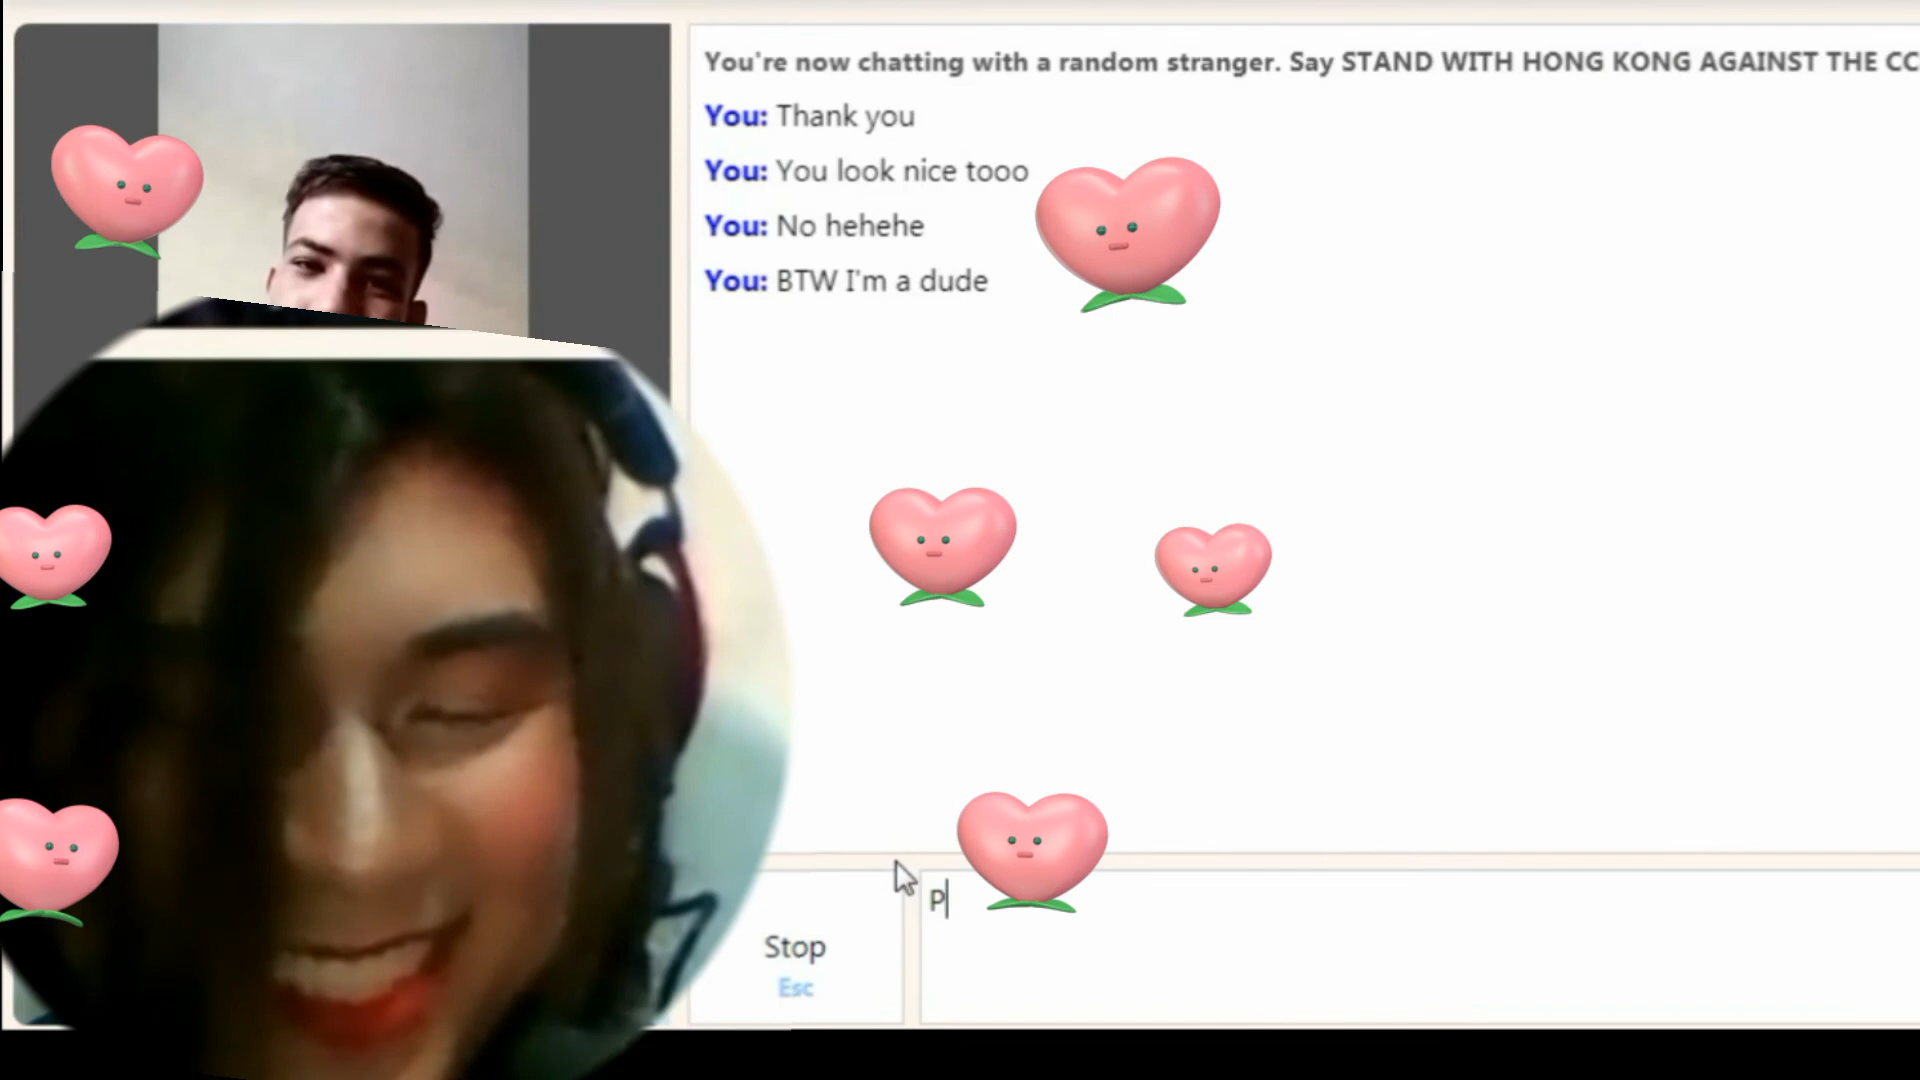 You're now chatting with a random stranger. Say STAND WITH HONG KONG AGAINST THE CC
You: Thank you
You: You look nice tooo
You: No hehehe
You: BTW I'm a dude
P
Stop
Esc